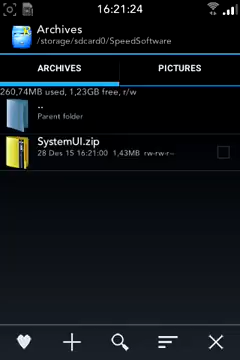 16:21:24
Archives
/storage/sdcard0/SpeedSoftware
ARCHIVES
PICTURES
260,74MB used, 1,23GB free, r/w
..
Parent folder
SystemUI.zip
28 Des 15 16:21:00 1,43MB rw-rw-r--